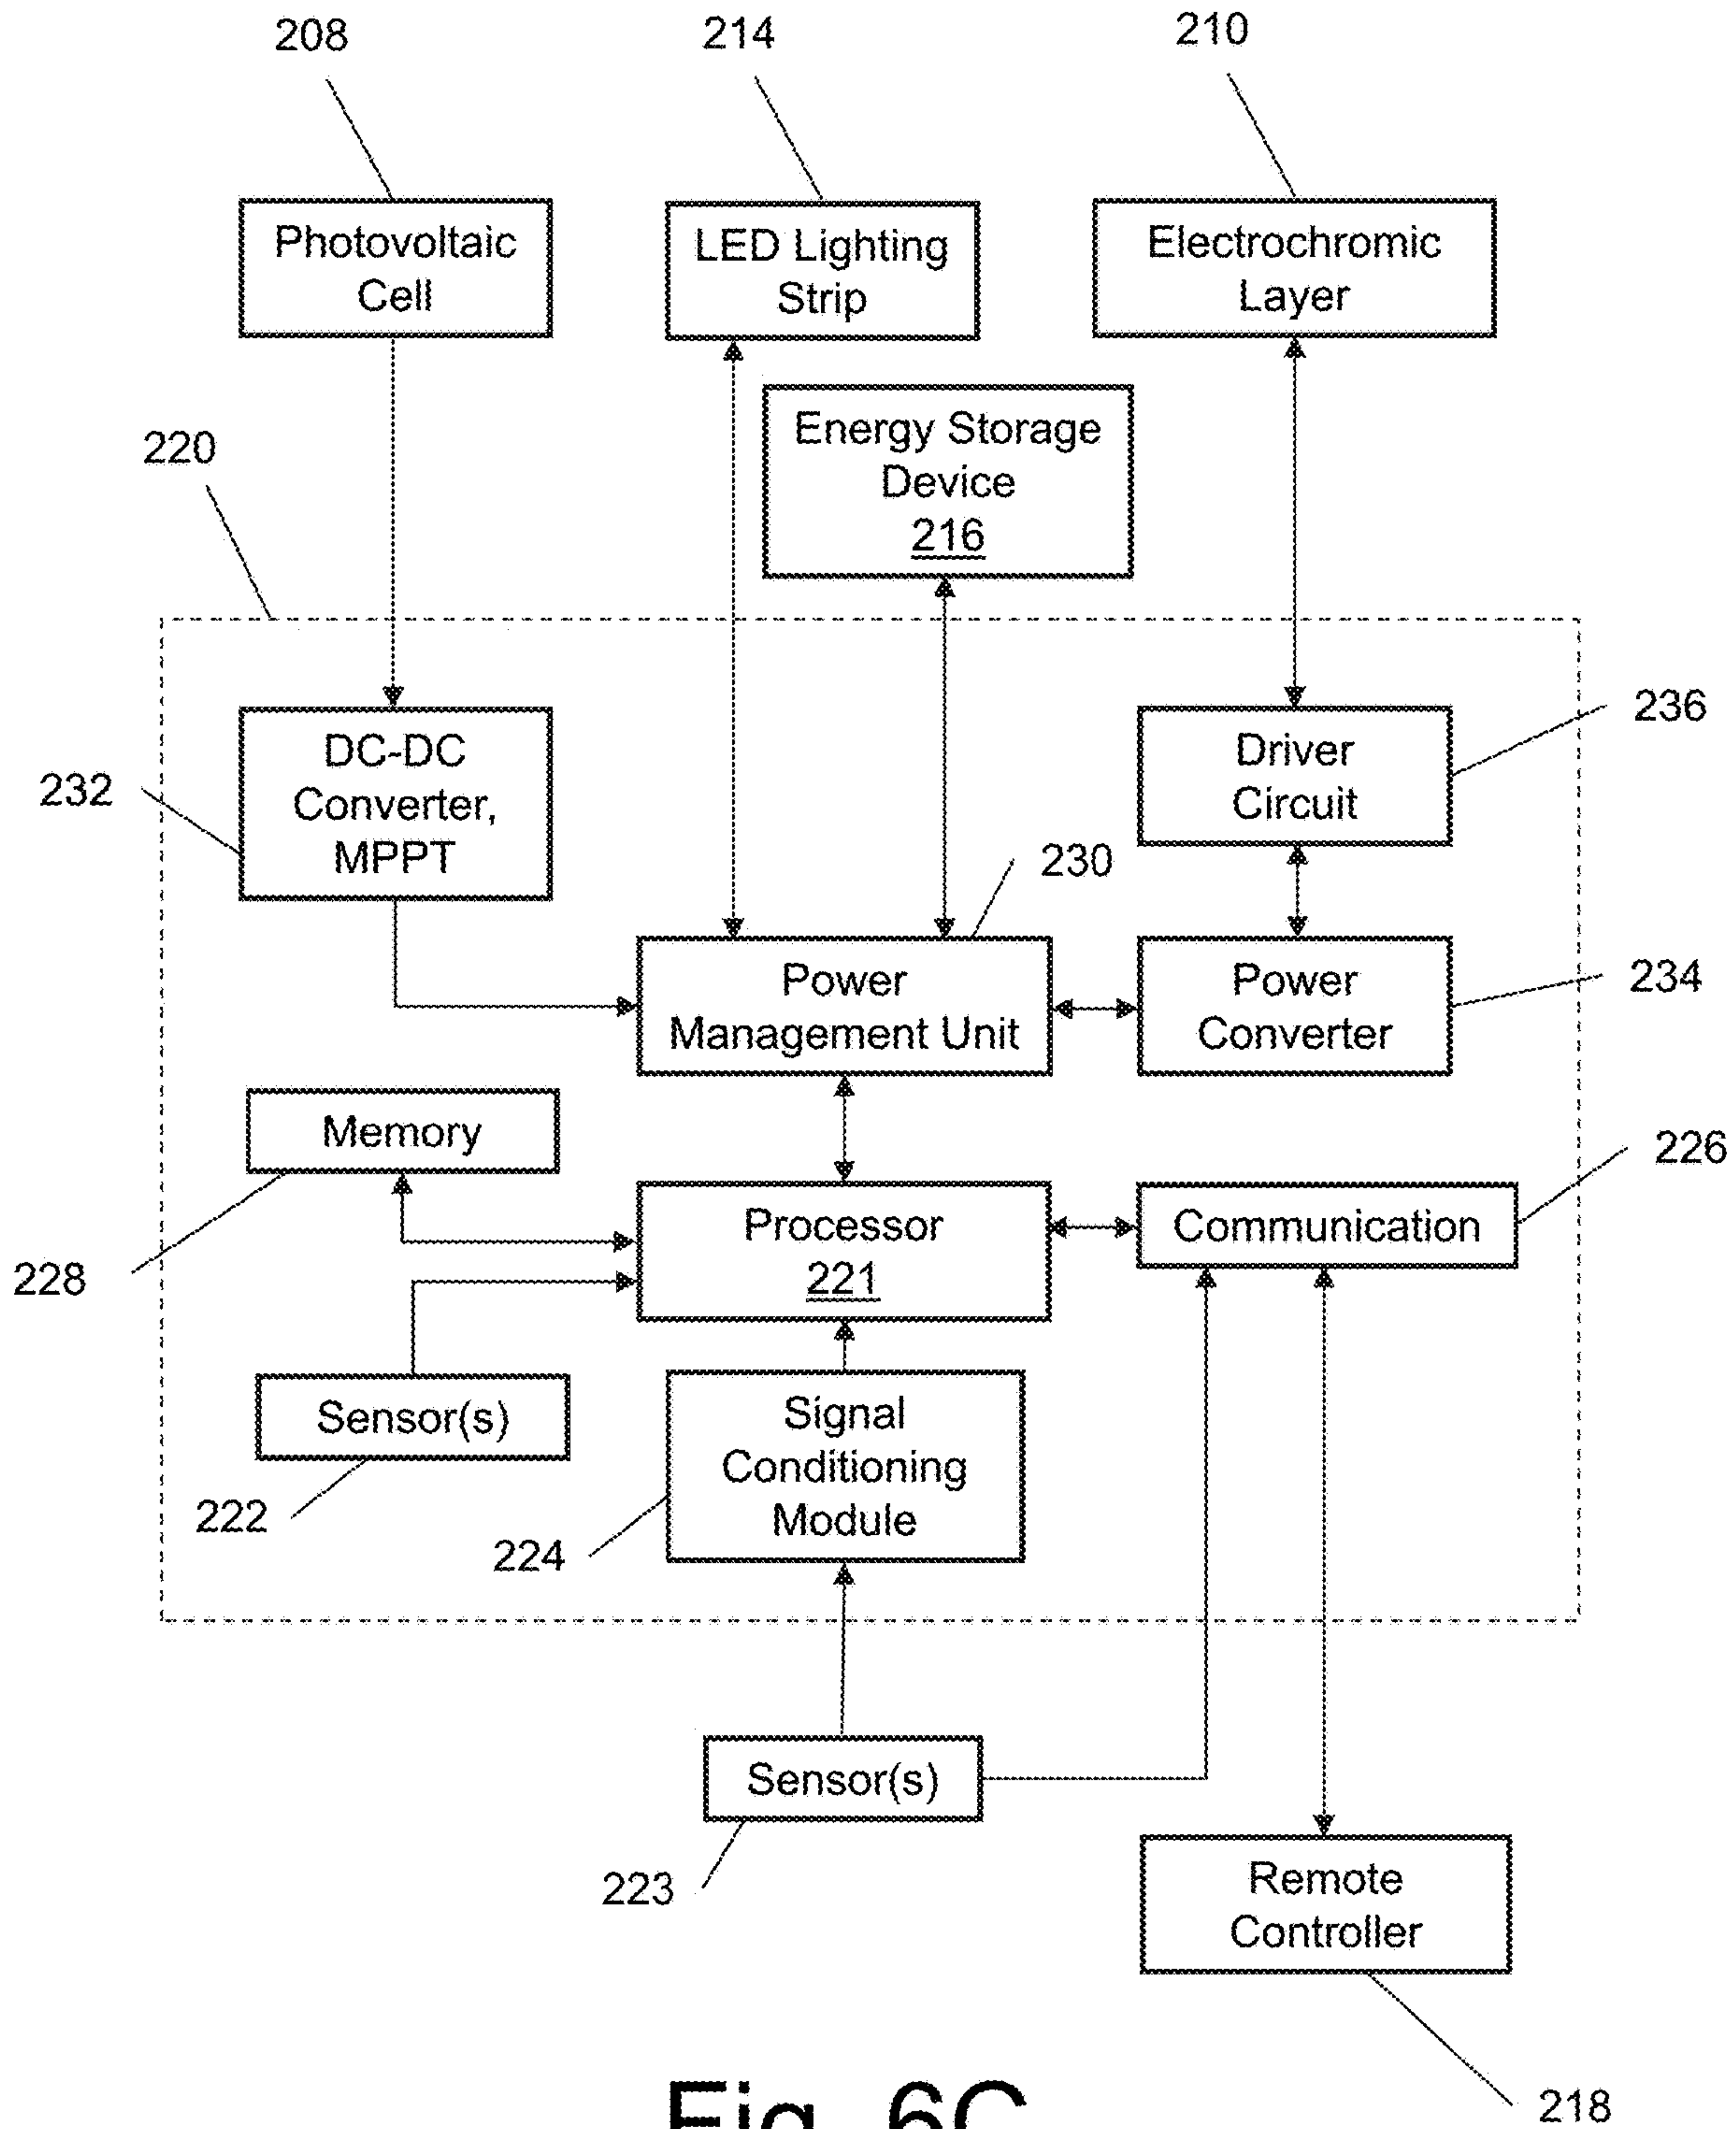 208
214
210
Photovoltaic
Cell
LED Lighting
Strip
Electrochromic
Layer
Energy Storage
Device
216
220
DC-DC
Converter,
MPPT
232
Driver
Circuit
236
230
Power
Management Unit
Power
Converter
234
Memory
228
Processor
221
Communication
226
Sensor(s)
222
Signal
Conditioning
Module
224
Sensor(s)
223
Remote
Controller
218
Fig. 6C